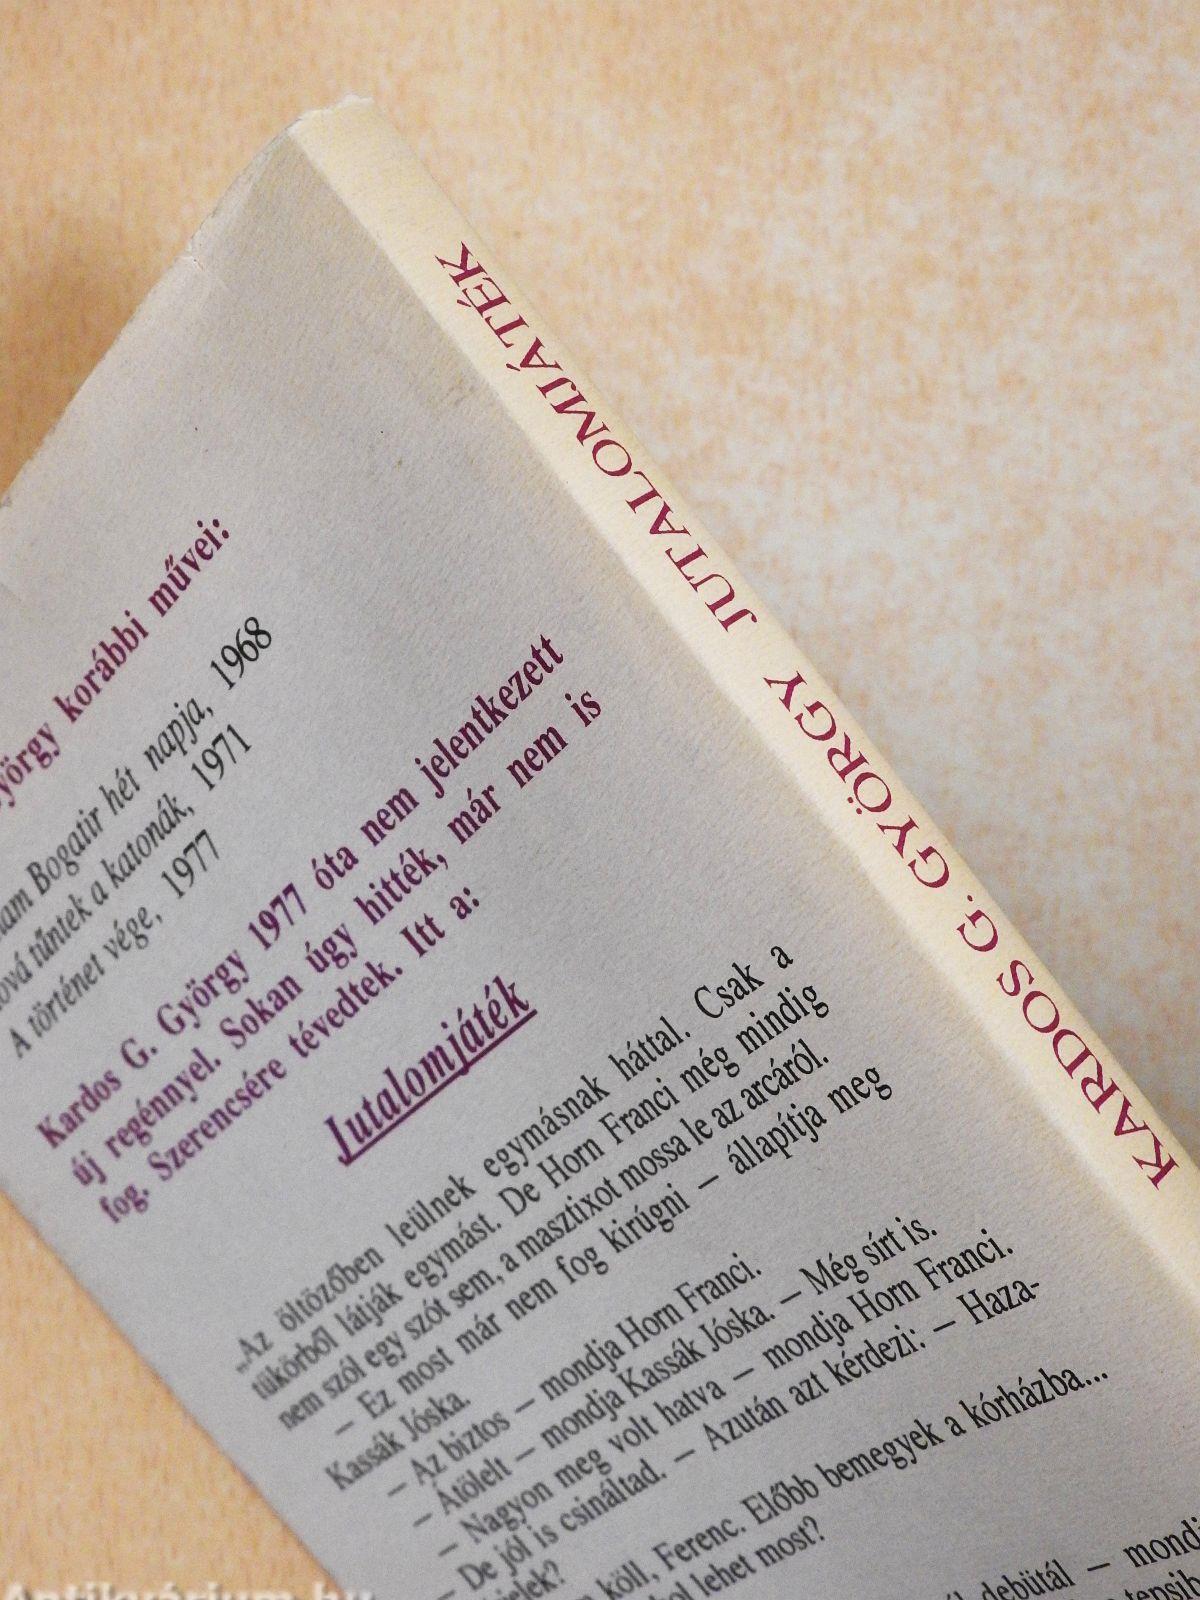 KARDOS G. GYÖRGY JUTALOMJÁTÉK
korábbi művei:
Bogatir hét napja, 1968
tűntek a katonák, 1971
A történet vége, 1977
Kardos G. György 1977 óta nem jelentkezett
új regénnyel. Sokan úgy hitték, már nem is
fog. Szerencsére tévedtek. Itt a:
Jutalomjáték
„Az öltözőben leülnek egymásnak háttal. Csak a
tükörből látják egymást. De Horn Franci még mindig
nem szól egy szót sem, a masztixot mossa le az arcáról.
– Ez most már nem fog kirúgni – állapítja meg
Kassák Jóska.
– Az biztos – mondja Horn Franci.
– Átölelt – mondja Kassák Jóska. – Még sírt is.
– Nagyon meg volt hatva – mondja Horn Franci.
– De jól is csináltad. – Azután azt kérdezi: – Haza-
köll, Ferenc. Előbb bemegyek a kórházba...
lehet most?
debütál –
Antikvárium.hu